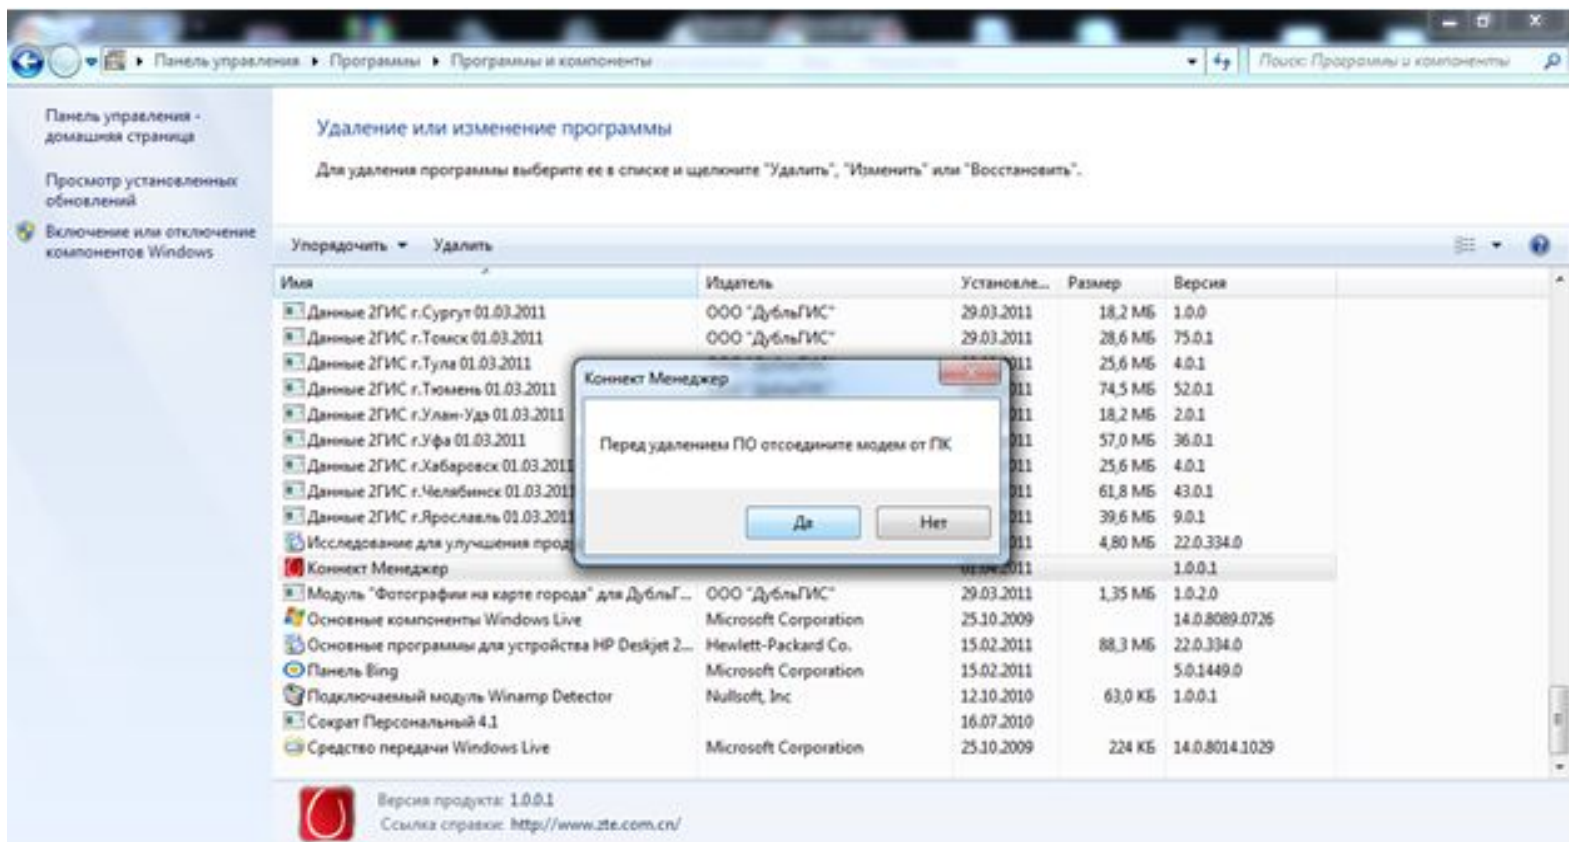 Панель управления ▸ Программы ▸ Программы и компоненты
Поиск: Программы и компоненты
Панель управления -
домашняя страница
Просмотр установленных
обновлений
Включение или отключение
компонентов Windows
Удаление или изменение программы
Для удаления программы выберите ее в списке и щелкните "Удалить", "Изменить" или "Восстановить".
Упорядочить Удалить
Имя Издатель Установле... Размер Версия
Данные 2ГИС г.Сургут 01.03.2011 ООО "ДубльГИС" 29.03.2011 18,2 МБ 1.0.0
Данные 2ГИС г.Томск 01.03.2011 ООО "ДубльГИС" 29.03.2011 28,6 МБ 75.0.1
Данные 2ГИС г.Тула 01.03.2011 011 25,6 МБ 4.0.1
Данные 2ГИС г.Тюмень 01.03.2011 011 74,5 МБ 52.0.1
Данные 2ГИС г.Улан-Удэ 01.03.2011 011 18,2 МБ 2.0.1
Данные 2ГИС г.Уфа 01.03.2011 011 57,0 МБ 36.0.1
Данные 2ГИС г.Хабаровск 01.03.2011 011 25,6 МБ 4.0.1
Данные 2ГИС г.Челябинск 01.03.2011 011 61,8 МБ 43.0.1
Данные 2ГИС г.Ярославль 01.03.2011 011 39,6 МБ 9.0.1
Исследование для улучшения прод 011 4,80 МБ 22.0.334.0
Коннект Менеджер 01.04.2011 1.0.0.1
Модуль "Фотографии на карте города" для ДубльГ... ООО "ДубльГИС" 29.03.2011 1,35 МБ 1.0.2.0
Основные компоненты Windows Live Microsoft Corporation 25.10.2009 14.0.8089.0726
Основные программы для устройства HP Deskjet 2... Hewlett-Packard Co. 15.02.2011 88,3 МБ 22.0.334.0
Панель Bing Microsoft Corporation 15.02.2011 5.0.1449.0
Подключаемый модуль Winamp Detector Nullsoft, Inc 12.10.2010 63,0 КБ 1.0.0.1
Сократ Персональный 4.1 16.07.2010
Средство передачи Windows Live Microsoft Corporation 25.10.2009 224 КБ 14.0.8014.1029
Коннект Менеджер
Перед удалением ПО отсоедините модем от ПК
Да Нет
Версия продукта: 1.0.0.1
Ссылка справки: http://www.zte.com.cn/